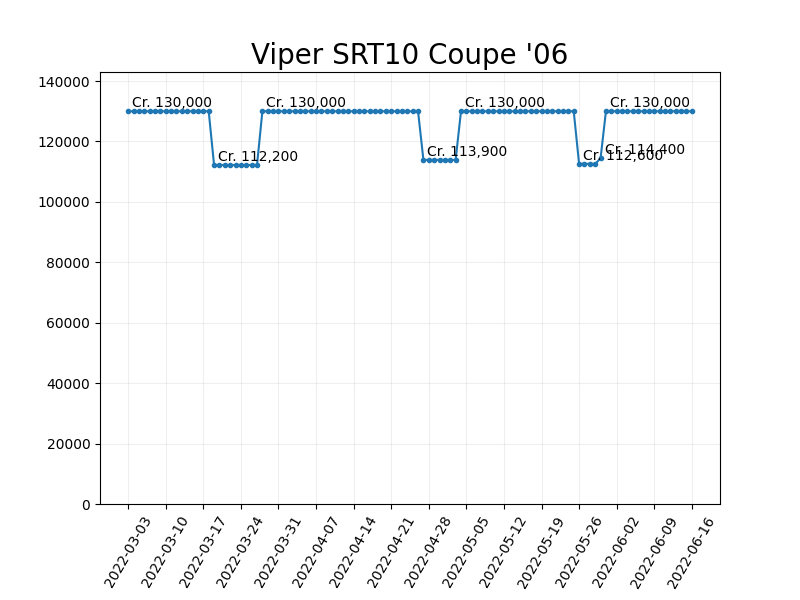 Viper SRT10 Coupe '06
140000
120000
100000
80000
60000
40000
20000
0
Cr. 130,000
Cr. 112,200
Cr. 130,000
Cr. 113,900
Cr. 130,000
Cr. 112,600
Cr. 114,400
Cr. 130,000
2022-03-03
2022-03-10
2022-03-17
2022-03-24
2022-03-31
2022-04-07
2022-04-14
2022-04-21
2022-04-28
2022-05-05
2022-05-12
2022-05-19
2022-05-26
2022-06-02
2022-06-09
2022-06-16